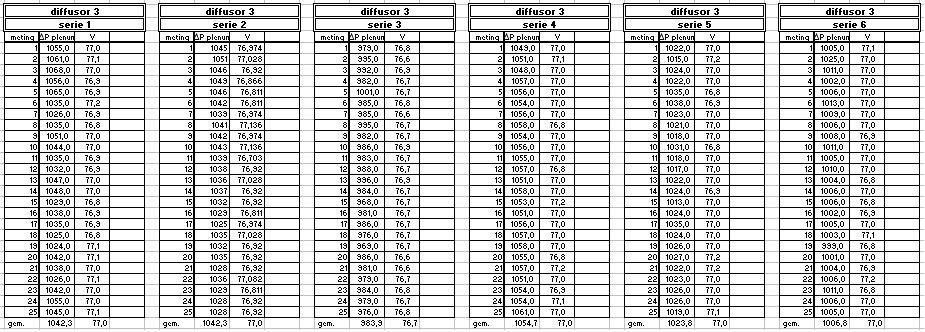 diffusor 3 diffusor 3 diffusor 3 diffusor 3 diffusor 3 diffusor 3
serie 1 serie 2 serie 3 serie 4 serie 5 serie 6
meting ΔP plenum V meting ΔP plenum V meting ΔP plenum V meting ΔP plenum V meting ΔP plenum V meting ΔP plenum V
1 1055,0 77,0 1 1045 76,974 1 979,0 76,8 1 1049,0 77,0 1 1022,0 77,0 1 1005,0 77,1
2 1061,0 77,1 2 1051 77,028 2 995,0 76,6 2 1051,0 77,1 2 1015,0 77,2 2 1025,0 77,0
3 1068,0 77,0 3 1046 76,92 3 992,0 76,9 3 1048,0 77,0 3 1024,0 77,0 3 1011,0 77,0
4 1056,0 76,9 4 1049 76,866 4 982,0 76,7 4 1057,0 77,0 4 1022,0 77,0 4 1002,0 77,0
5 1065,0 76,9 5 1046 76,811 5 1001,0 76,7 5 1056,0 77,0 5 1035,0 76,8 5 1006,0 77,0
6 1035,0 77,2 6 1042 76,811 6 985,0 76,8 6 1054,0 77,0 6 1038,0 76,9 6 1013,0 77,0
7 1026,0 76,9 7 1039 76,974 7 985,0 76,6 7 1056,0 77,0 7 1023,0 77,0 7 1009,0 77,0
8 1035,0 76,8 8 1041 77,136 8 995,0 76,7 8 1058,0 76,8 8 1021,0 77,0 8 1006,0 77,0
9 1051,0 77,0 9 1042 76,974 9 982,0 76,7 9 1054,0 77,0 9 1018,0 77,0 9 1008,0 76,9
10 1044,0 77,0 10 1043 77,136 10 986,0 76,9 10 1056,0 77,0 10 1031,0 76,8 10 1011,0 77,0
11 1035,0 76,9 11 1039 76,703 11 983,0 76,7 11 1055,0 77,0 11 1018,0 77,0 11 1005,0 77,0
12 1032,0 76,9 12 1038 76,92 12 988,0 76,7 12 1057,0 76,8 12 1017,0 77,0 12 1010,0 77,0
13 1047,0 77,0 13 1036 77,028 13 996,0 76,9 13 1051,0 77,0 13 1022,0 77,0 13 1004,0 76,8
14 1048,0 77,0 14 1037 76,92 14 984,0 76,7 14 1058,0 77,0 14 1024,0 76,9 14 1006,0 77,0
15 1029,0 76,8 15 1032 76,92 15 968,0 76,7 15 1053,0 77,2 15 1013,0 77,0 15 1006,0 76,8
16 1038,0 76,9 16 1029 76,811 16 981,0 76,7 16 1051,0 77,0 16 1024,0 77,0 16 1002,0 76,9
17 1035,0 76,9 17 1025 76,974 17 986,0 76,7 17 1056,0 77,0 17 1035,0 77,0 17 1006,0 76,8
18 1025,0 76,8 18 1035 77,028 18 976,0 76,7 18 1057,0 77,0 18 1024,0 77,0 18 1003,0 77,1
19 1024,0 77,1 19 1032 76,92 19 969,0 76,7 19 1058,0 77,0 19 1026,0 77,0 19 999,0 76,8
20 1042,0 77,1 20 1035 76,92 20 986,0 76,6 20 1055,0 76,8 20 1027,0 77,2 20 1001,0 77,0
21 1038,0 77,0 21 1028 76,92 21 981,0 76,6 21 1057,0 77,2 21 1022,0 77,2 21 1004,0 76,9
22 1026,0 77,1 22 1036 77,082 22 979,0 76,7 22 1051,0 77,0 22 1023,0 77,0 22 1006,0 77,2
23 1042,0 77,0 23 1029 76,811 23 984,0 76,8 23 1054,0 76,9 23 1026,0 77,0 23 1011,0 76,8
24 1055,0 77,0 24 1028 76,92 24 979,0 76,7 24 1054,0 77,1 24 1026,0 77,0 24 1006,0 77,0
25 1045,0 77,1 25 1028 76,92 25 976,0 76,8 25 1061,0 77,0 25 1019,0 77,1 25 1005,0 77,0
gem. 1042,3 77,0 gem. 1042,3 77,0 gem. 983,9 76,7 gem. 1054,7 77,0 gem. 1023,8 77,0 gem. 1006,8 77,0